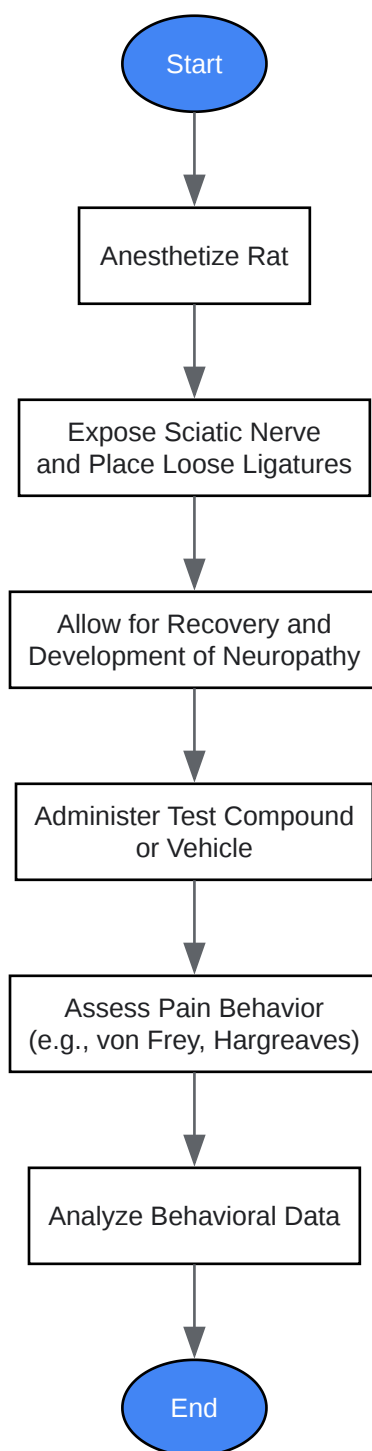 Start
Anesthetize Rat
Expose Sciatic Nerve
and Place Loose Ligatures
Allow for Recovery and
Development of Neuropathy
Administer Test Compound
or Vehicle
Assess Pain Behavior
(e.g., von Frey, Hargreaves)
Analyze Behavioral Data
End